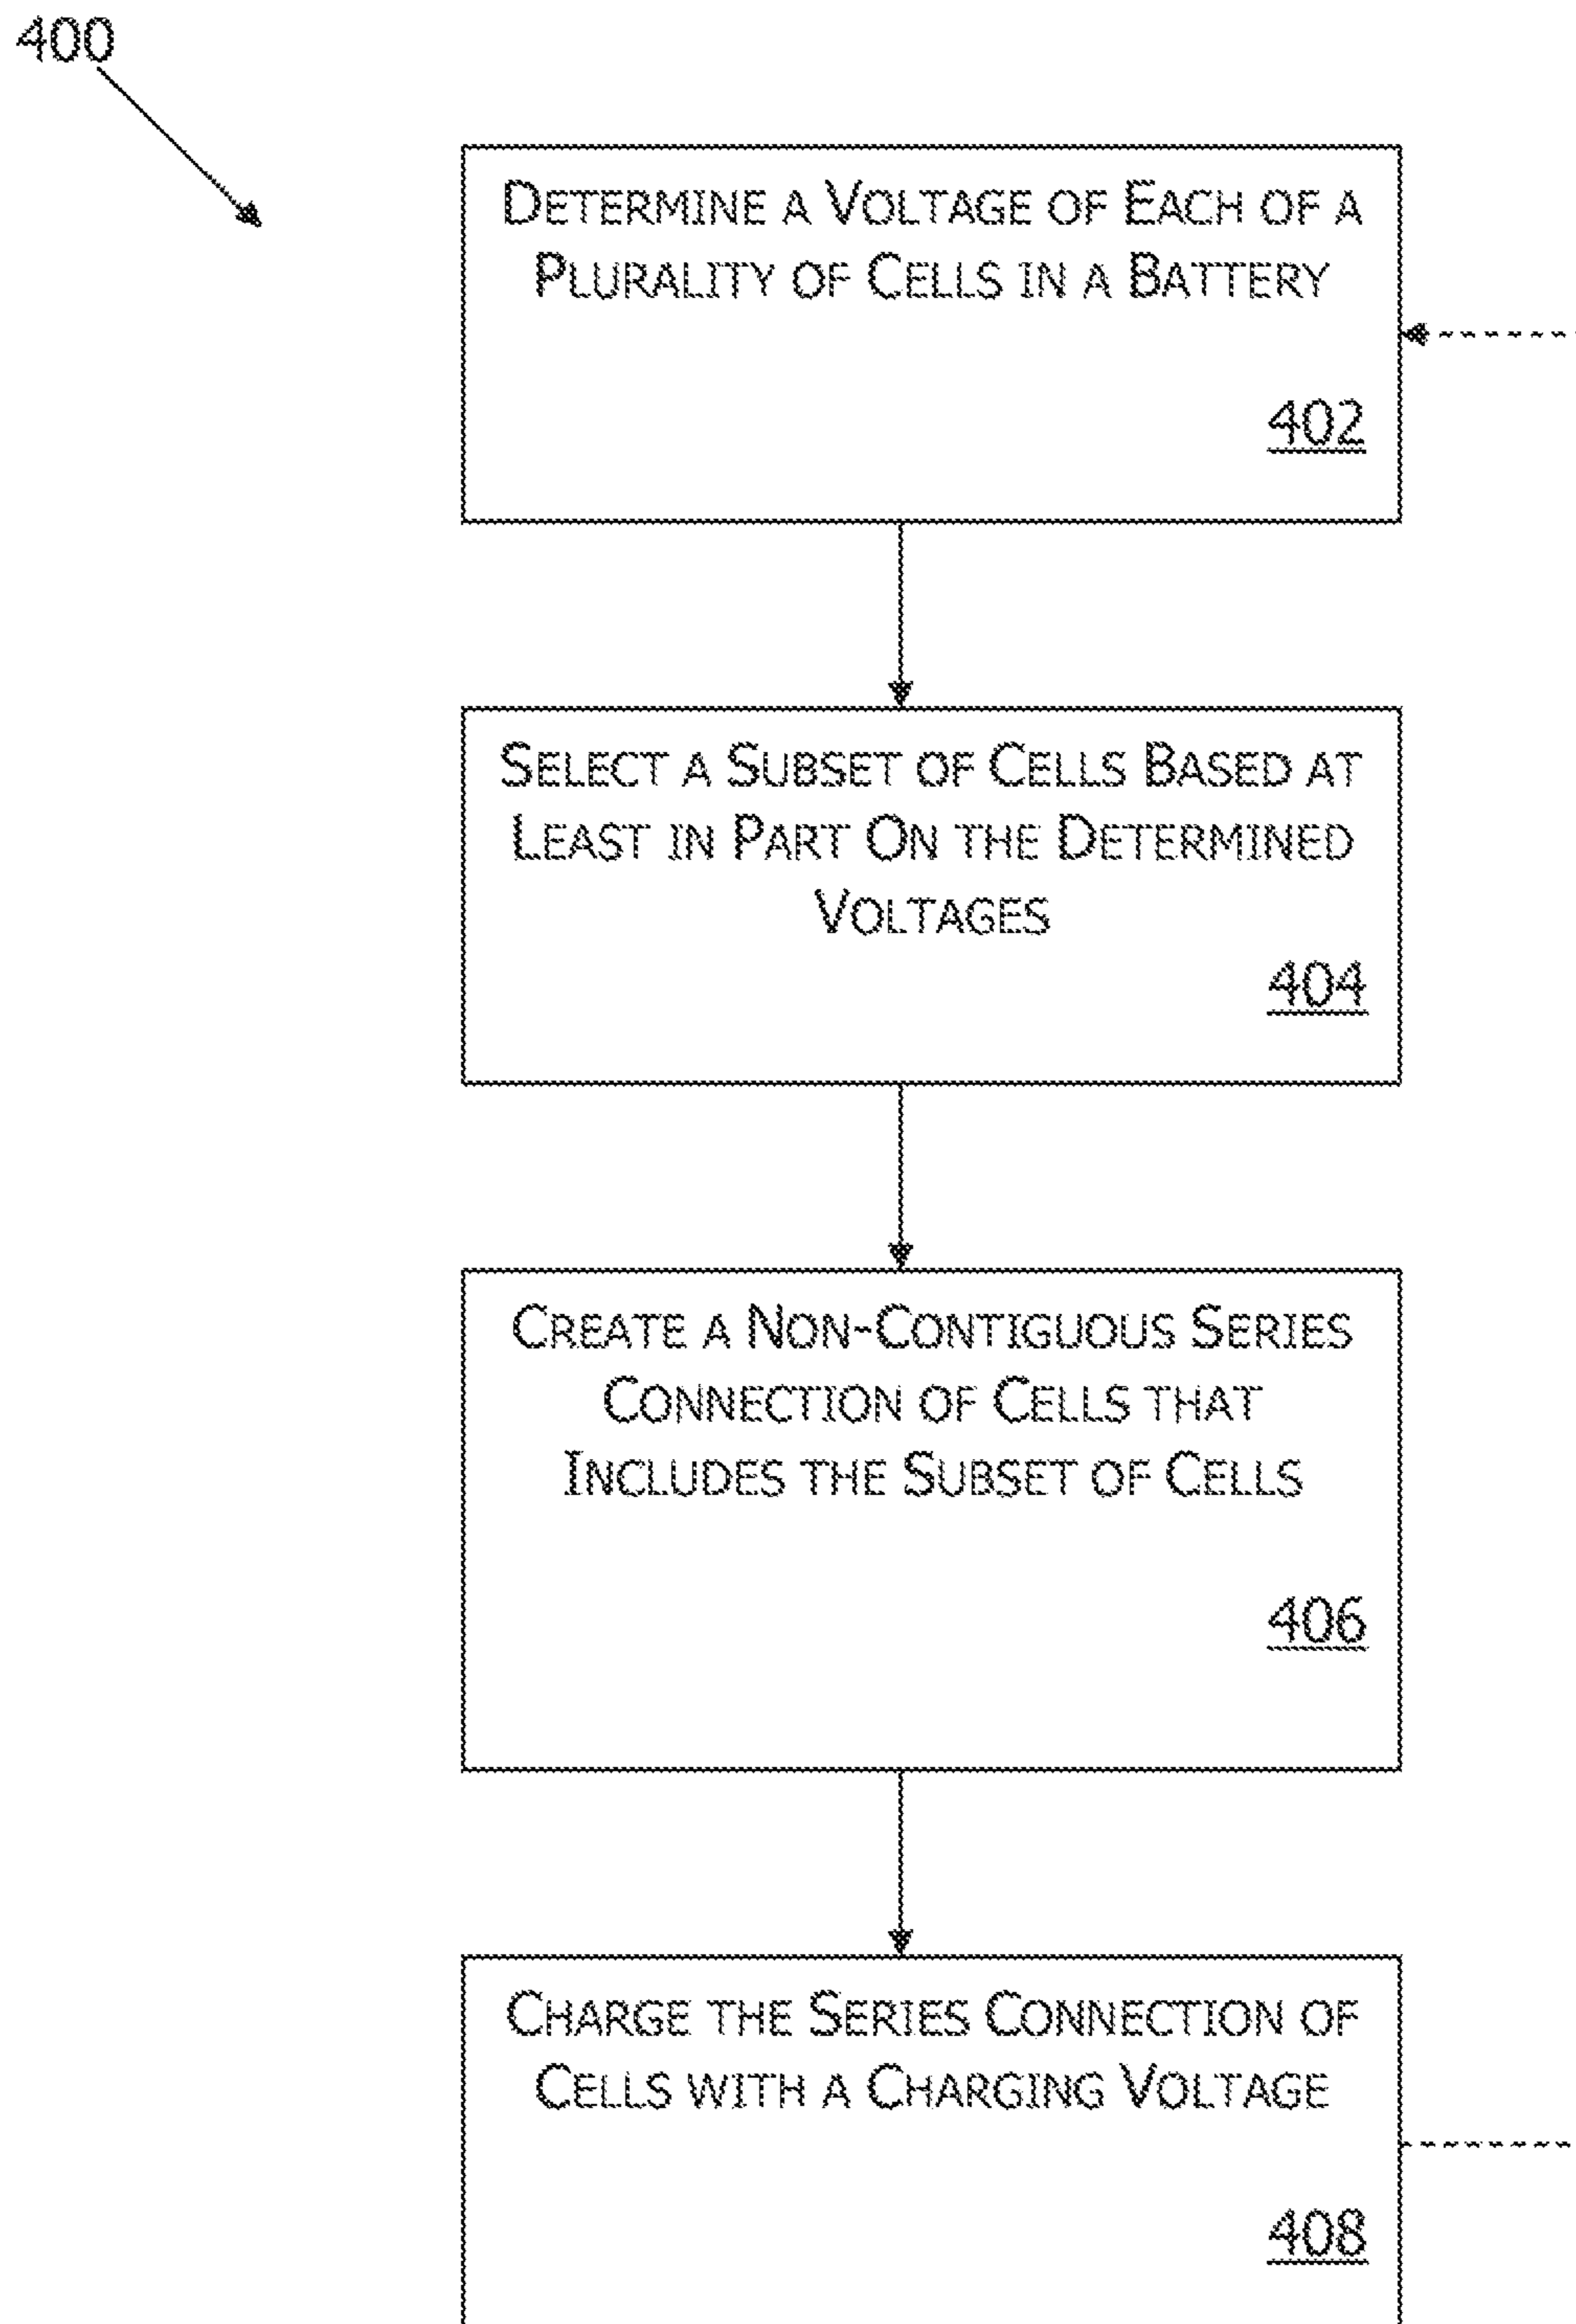 400
Determine a Voltage of Each of a
Plurality of Cells in a Battery
402
Select a Subset of Cells Based at
Least in Part On the Determined
Voltages
404
Create a Non-Contiguous Series
Connection of Cells that
Includes the Subset of Cells
406
Charge the Series Connection of
Cells with a Charging Voltage
408